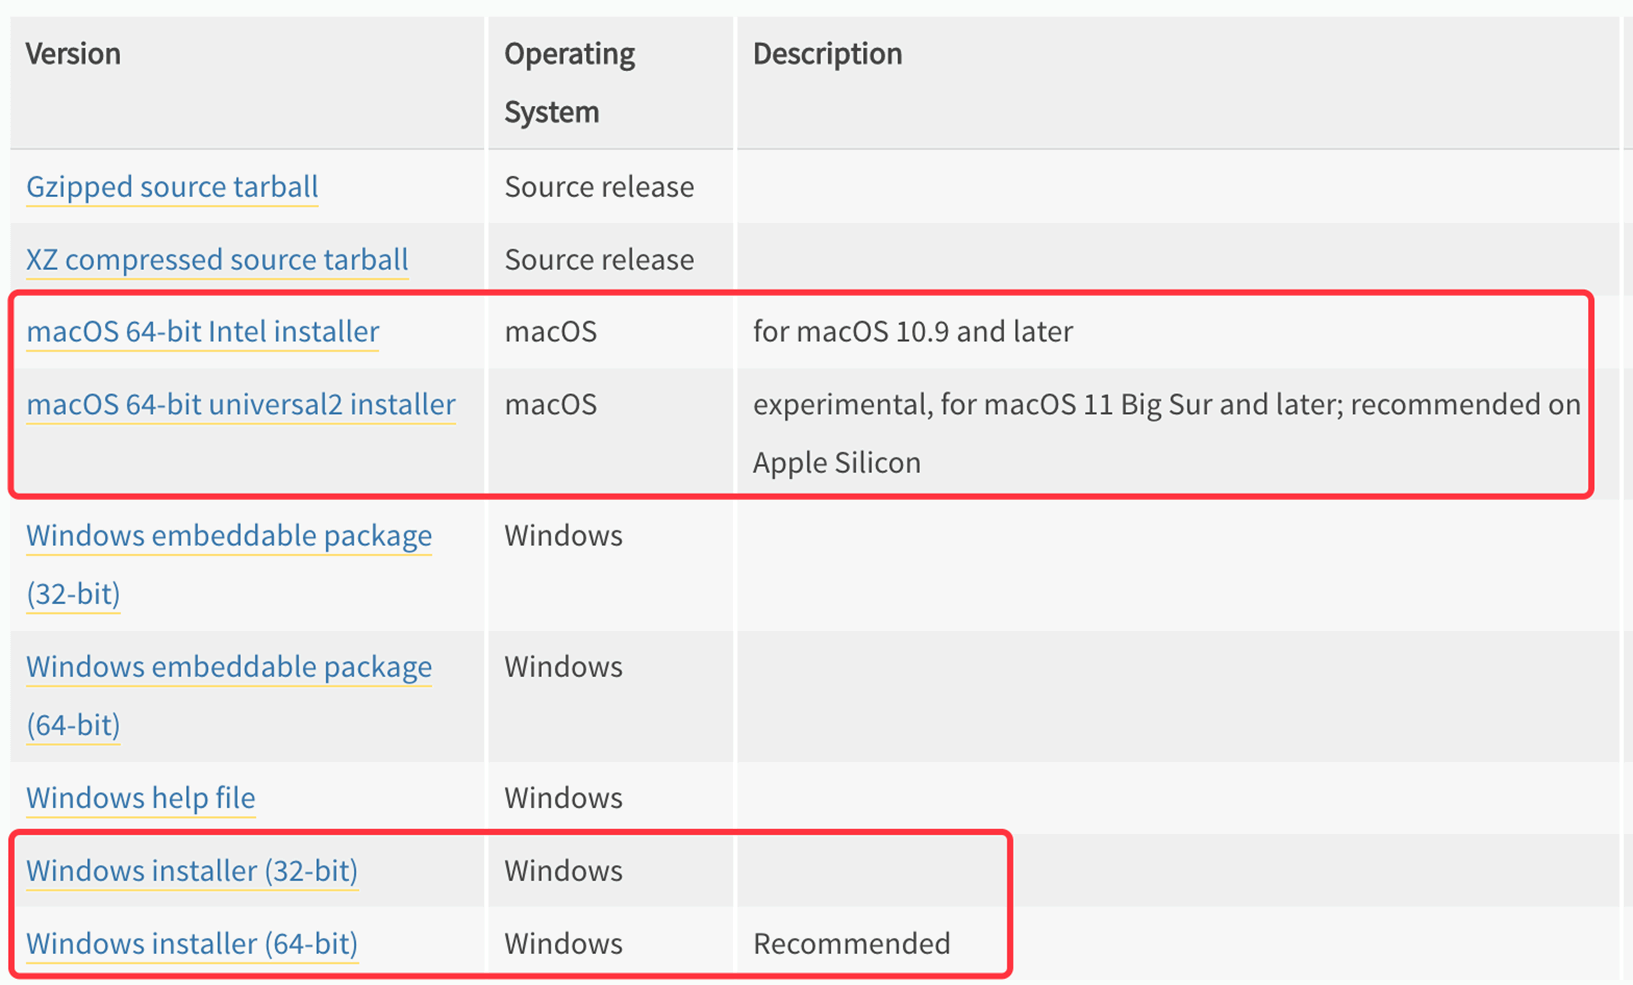 Version Operating Description
System
Gzipped source tarball Source release
XZ compressed source tarball Source release
macOS 64-bit Intel installer macOS for macOS 10.9 and later
macOS 64-bit universal2 installer macOS experimental, for macOS 11 Big Sur and later; recommended on
Apple Silicon
Windows embeddable package Windows
(32-bit)
Windows embeddable package Windows
(64-bit)
Windows help file Windows
Windows installer (32-bit) Windows
Windows installer (64-bit) Windows Recommended